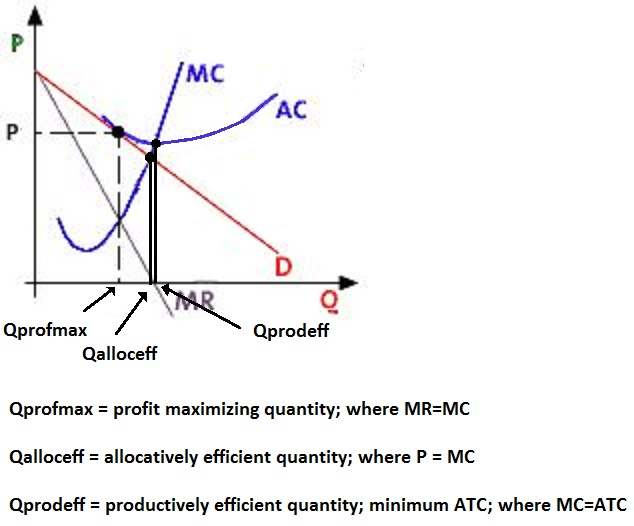 P
MC
AC
P
D
MR
Q
Qprofmax
Qprodeff
Qalloceff
Qprofmax = profit maximizing quantity; where MR=MC
Qalloceff = allocatively efficient quantity; where P = MC
Qprodeff = productively efficient quantity; minimum ATC; where MC=ATC